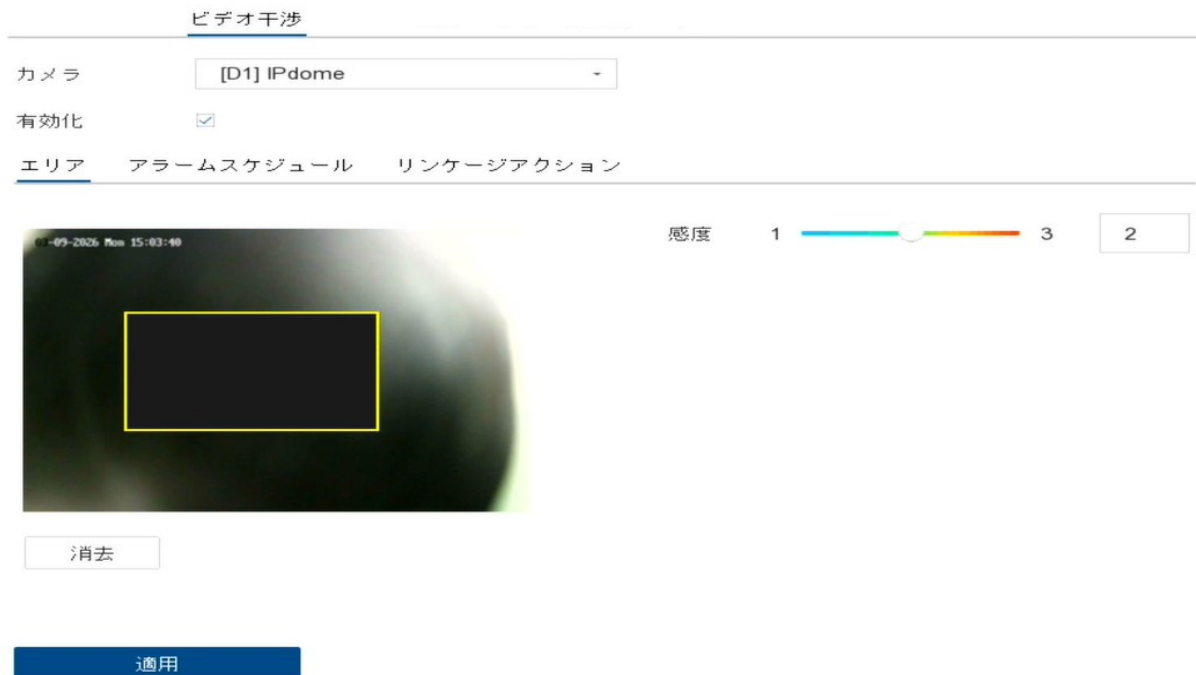 ビデオ干渉
カメラ [D1] IPdome
有効化
エリア アラームスケジュール リンケージアクション
感度 1 3 2
03-09-2026 Mon 15:03:40
消去
適用